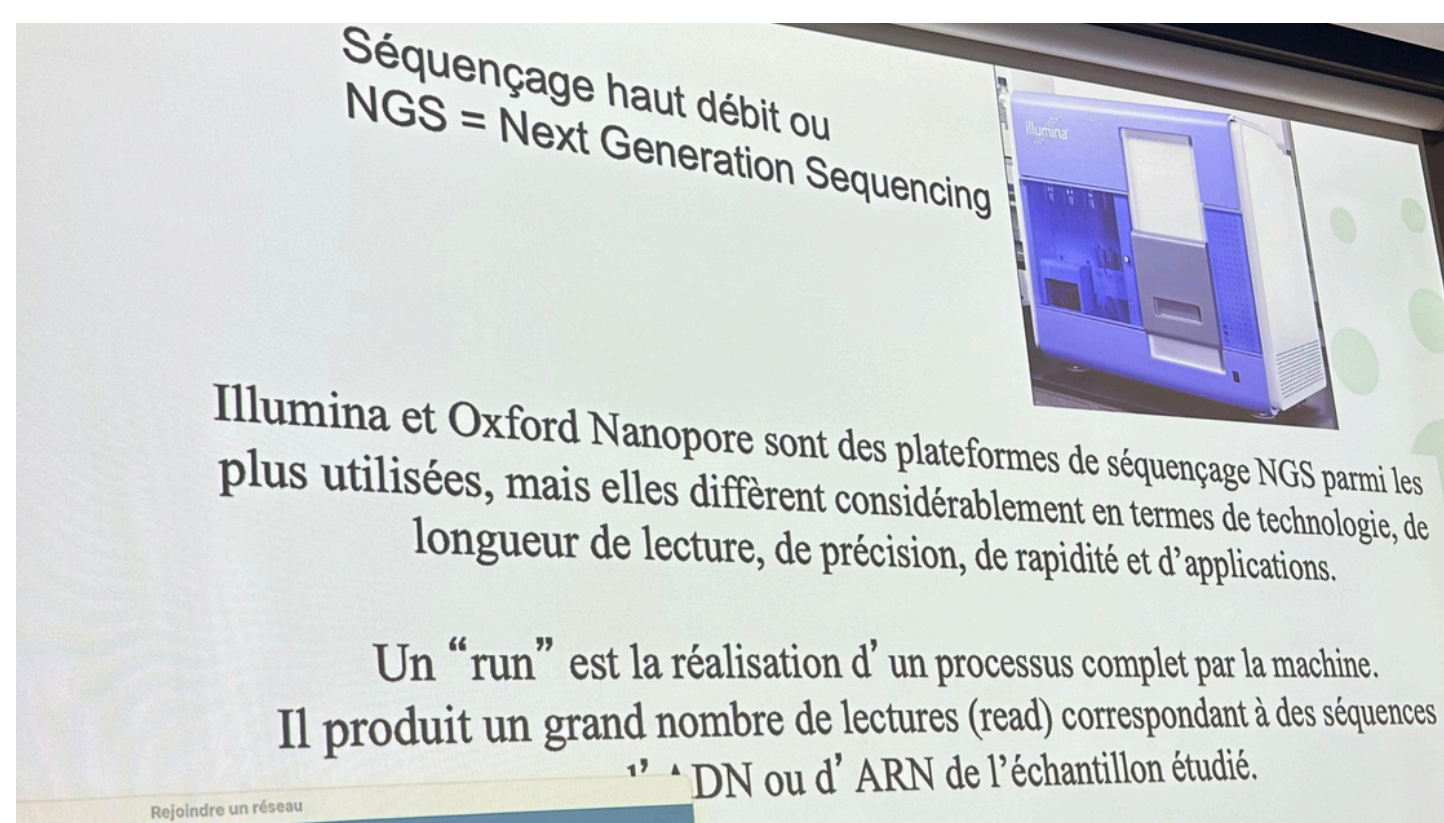 Séquençage haut débit ou
NGS = Next Generation Sequencing
illumina
Illumina et Oxford Nanopore sont des plateformes de séquençage NGS parmi les
plus utilisées, mais elles diffèrent considérablement en termes de technologie, de
longueur de lecture, de précision, de rapidité et d’applications.
Un “run” est la réalisation d’ un processus complet par la machine.
Il produit un grand nombre de lectures (read) correspondant à des séquences
ADN ou d’ ARN de l’échantillon étudié.
Rejoindre un réseau